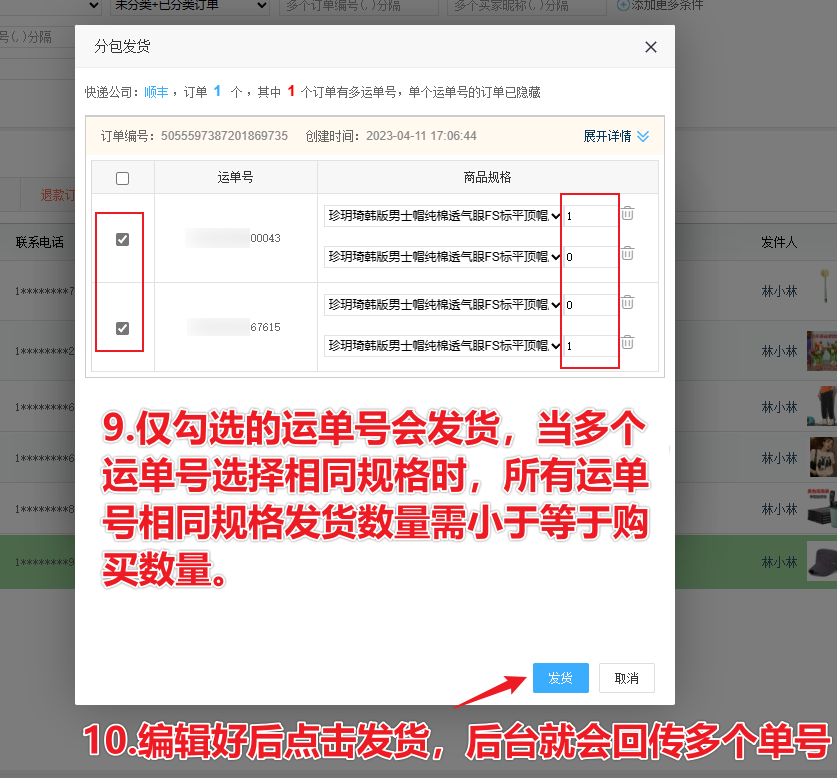 未分类+已分类订单
多个订单编号(,)分隔
多个买家昵称(,)分隔
添加更多条件
号(,)分隔
分包发货
快递公司：顺丰，订单 1 个，其中 1 个订单有多运单号，单个运单号的订单已隐藏
订单编号：5055597387201869735 创建时间：2023-04-11 17:06:44 展开详情
运单号 商品规格
退款订
联系电话
发件人
珍玥琦韩版男士帽纯棉透气眼FS标平顶帽, 1
00043
珍玥琦韩版男士帽纯棉透气眼FS标平顶帽, 0
1********7
林小林
珍玥琦韩版男士帽纯棉透气眼FS标平顶帽, 0
67615
珍玥琦韩版男士帽纯棉透气眼FS标平顶帽, 1
1********2
林小林
1********6
林小林
9.仅勾选的运单号会发货，当多个
运单号选择相同规格时，所有运单
号相同规格发货数量需小于等于购
买数量。
1********6
林小林
1********8
林小林
1********9
林小林
发货 取消
10.编辑好后点击发货，后台就会回传多个单号